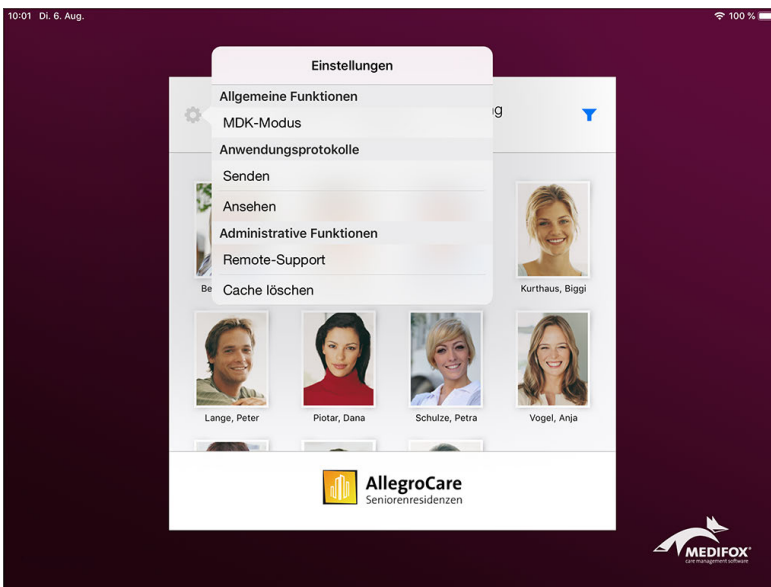 10:01 Di. 6. Aug.
100 %
Einstellungen
Allgemeine Funktionen
MDK-Modus
Anwendungsprotokolle
Senden
Ansehen
Administrative Funktionen
Remote-Support
Cache löschen
Kurthaus, Biggi
Lange, Peter
Piotar, Dana
Schulze, Petra
Vogel, Anja
AllegroCare
Seniorenresidenzen
MEDIFOX
care management software